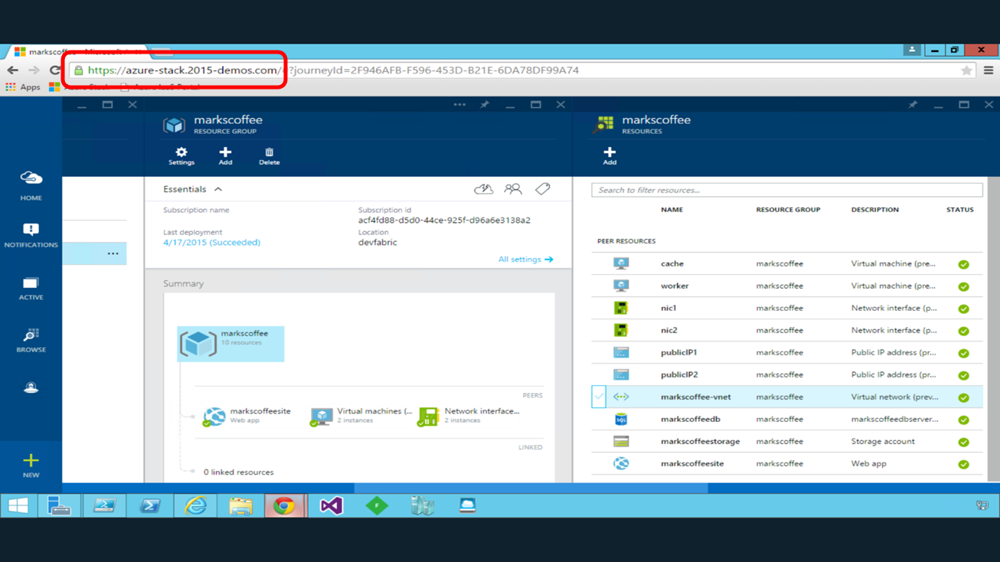 https://azure-stack.2015-demos.com/ ?journeyId=2F946AFB-F596-453D-B21E-6DA78DF99A74
Apps
HOME
NOTIFICATIONS
ACTIVE
BROWSE
NEW
markscoffee
RESOURCE GROUP
Settings
Add
Delete
Essentials
Subscription name
Subscription id
acf4fd88-d5d0-44ce-925f-d96a6e3138a2
Last deployment
Location
4/17/2015 (Succeeded)
devfabric
All settings
Summary
markscoffee
10 resources
PEERS
markscoffeesite
Web app
Virtual machines (...
2 instances
Network interface...
2 instances
LINKED
0 linked resources
markscoffee
RESOURCES
Add
Search to filter resources...
NAME RESOURCE GROUP DESCRIPTION STATUS
PEER RESOURCES
cache markscoffee Virtual machine (pre...
worker markscoffee Virtual machine (pre...
nic1 markscoffee Network interface (p...
nic2 markscoffee Network interface (p...
publicIP1 markscoffee Public IP address (pr...
publicIP2 markscoffee Public IP address (pr...
markscoffee-vnet markscoffee Virtual network (prev...
SQL markscoffeedb markscoffee markscoffeedbserver...
markscoffeestorage markscoffee Storage account
markscoffeesite markscoffee Web app